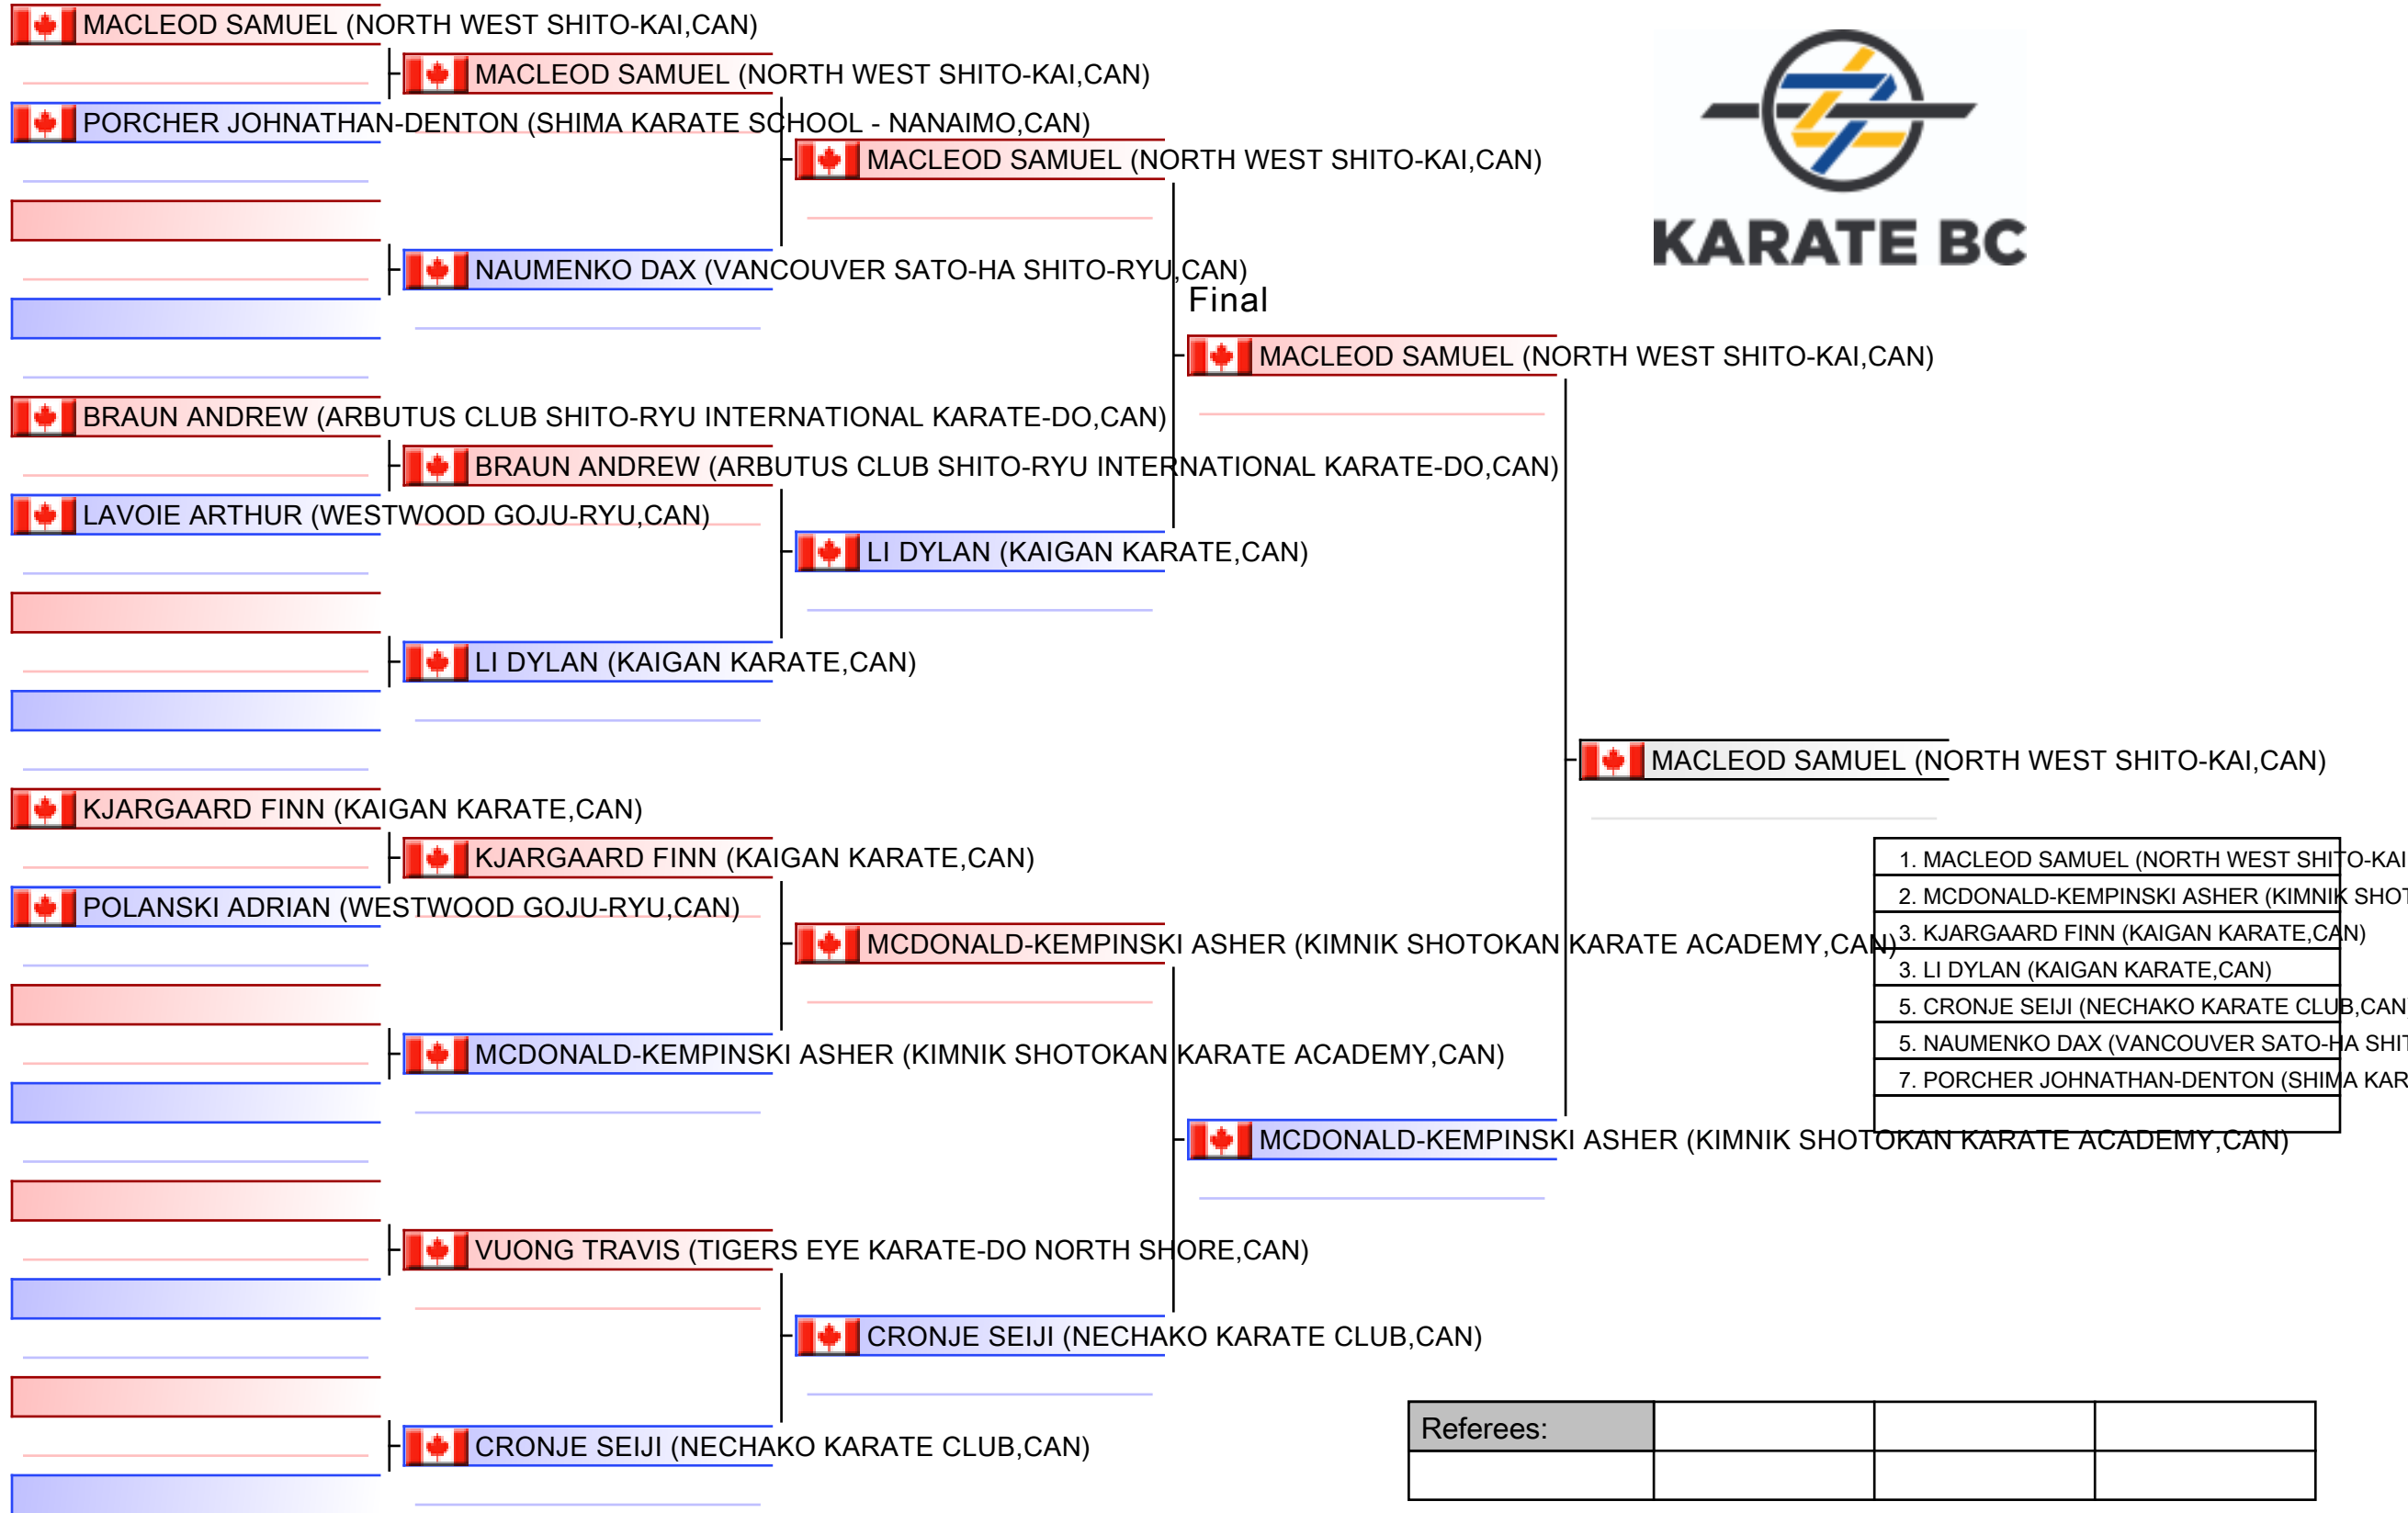 MACLEOD SAMUEL (NORTH WEST SHITO-KAI,CAN)
MACLEOD SAMUEL (NORTH WEST SHITO-KAI,CAN)
PORCHER JOHNATHAN-DENTON (SHIMA KARATE SCHOOL - NANAIMO,CAN)
MACLEOD SAMUEL (NORTH WEST SHITO-KAI,CAN)
KARATE BC
NAUMENKO DAX (VANCOUVER SATO-HA SHITO-RYU,CAN)
Final
MACLEOD SAMUEL (NORTH WEST SHITO-KAI,CAN)
BRAUN ANDREW (ARBUTUS CLUB SHITO-RYU INTERNATIONAL KARATE-DO,CAN)
BRAUN ANDREW (ARBUTUS CLUB SHITO-RYU INTERNATIONAL KARATE-DO,CAN)
LAVOIE ARTHUR (WESTWOOD GOJU-RYU,CAN)
LI DYLAN (KAIGAN KARATE,CAN)
LI DYLAN (KAIGAN KARATE,CAN)
MACLEOD SAMUEL (NORTH WEST SHITO-KAI,CAN)
KJARGAARD FINN (KAIGAN KARATE,CAN)
KJARGAARD FINN (KAIGAN KARATE,CAN)
POLANSKI ADRIAN (WESTWOOD GOJU-RYU,CAN)
MCDONALD-KEMPINSKI ASHER (KIMNIK SHOTOKAN KARATE ACADEMY,CAN)
MCDONALD-KEMPINSKI ASHER (KIMNIK SHOTOKAN KARATE ACADEMY,CAN)
MCDONALD-KEMPINSKI ASHER (KIMNIK SHOTOKAN KARATE ACADEMY,CAN)
VUONG TRAVIS (TIGERS EYE KARATE-DO NORTH SHORE,CAN)
CRONJE SEIJI (NECHAKO KARATE CLUB,CAN)
CRONJE SEIJI (NECHAKO KARATE CLUB,CAN)
1. MACLEOD SAMUEL (NORTH WEST SHITO-KAI
2. MCDONALD-KEMPINSKI ASHER (KIMNIK SHOT
3. KJARGAARD FINN (KAIGAN KARATE,CAN)
3. LI DYLAN (KAIGAN KARATE,CAN)
5. CRONJE SEIJI (NECHAKO KARATE CLUB,CAN
5. NAUMENKO DAX (VANCOUVER SATO-HA SHIT
7. PORCHER JOHNATHAN-DENTON (SHIMA KAR
Referees: